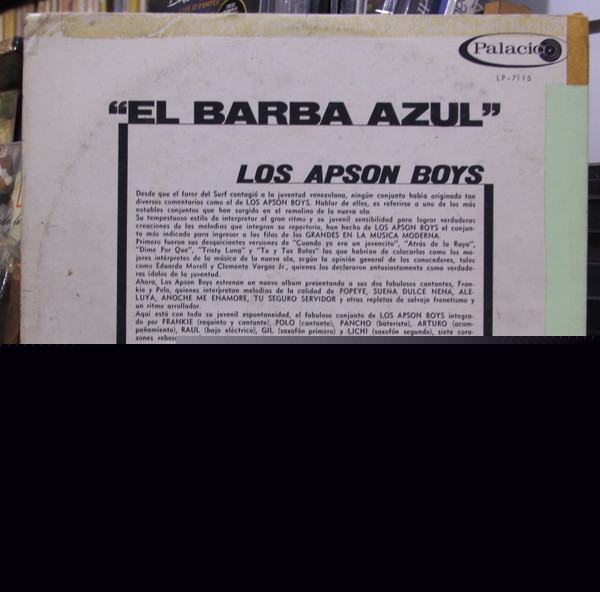 Palacio
LP-7115
“EL BARBA AZUL”
LOS APSON BOYS
Desde que el furor del Surf contagió a la juventud venezolana, ningún conjunto había originado tan
diversos comentarios como el de LOS APSON BOYS. Hablar de ellos, es referirse a uno de los más
notables conjuntos que han surgido en el remolino de la nueva ola.
Su tempestuoso estilo de interpretar el gran ritmo y su juvenil sensibilidad para lograr verdaderas
creaciones de las melodías que integran su repertorio, han hecho de LOS APSON BOYS el conjun-
to más indicado para ingresar a las filas de los GRANDES EN LA MUSICA MODERNA.
Primero fueron sus desquiciantes versiones de "Cuando yo era un jovencito", "Atrás de la Raya",
"Dime Por Que", "Triste Luna" y "Tu y Tus Botas" las que habrían de colocarlos como los me-
jores intérpretes de la música de la nueva ola, según la opinión general de los conocedores, tales
como Eduardo Morell y Clemente Vargas Jr., quienes los declararon entusiastamente como verdade-
ros ídolos de la juventud.
Ahora, Los Apson Boys estrenan un nuevo album presentando a sus dos fabulosos cantantes, Fran-
kie y Polo, quienes interpretan melodías de la calidad de POPEYE, SUEÑA DULCE NENA, ALE-
LUYA, ANOCHE ME ENAMORE, TU SEGURO SERVIDOR y otras repletas de salvaje frenetismo y
un ritmo arrollador.
Aquí está con toda su juvenil espontaneidad, el fabuloso conjunto de LOS APSON BOYS integra-
do por FRANKIE (requinto y cantante), POLO (cantante), PANCHO (baterista), ARTURO (acom-
pañamiento), RAUL (bajo eléctrico), GIL (saxofón primero) y LICHI (saxofón segundo), siete cora-
zones